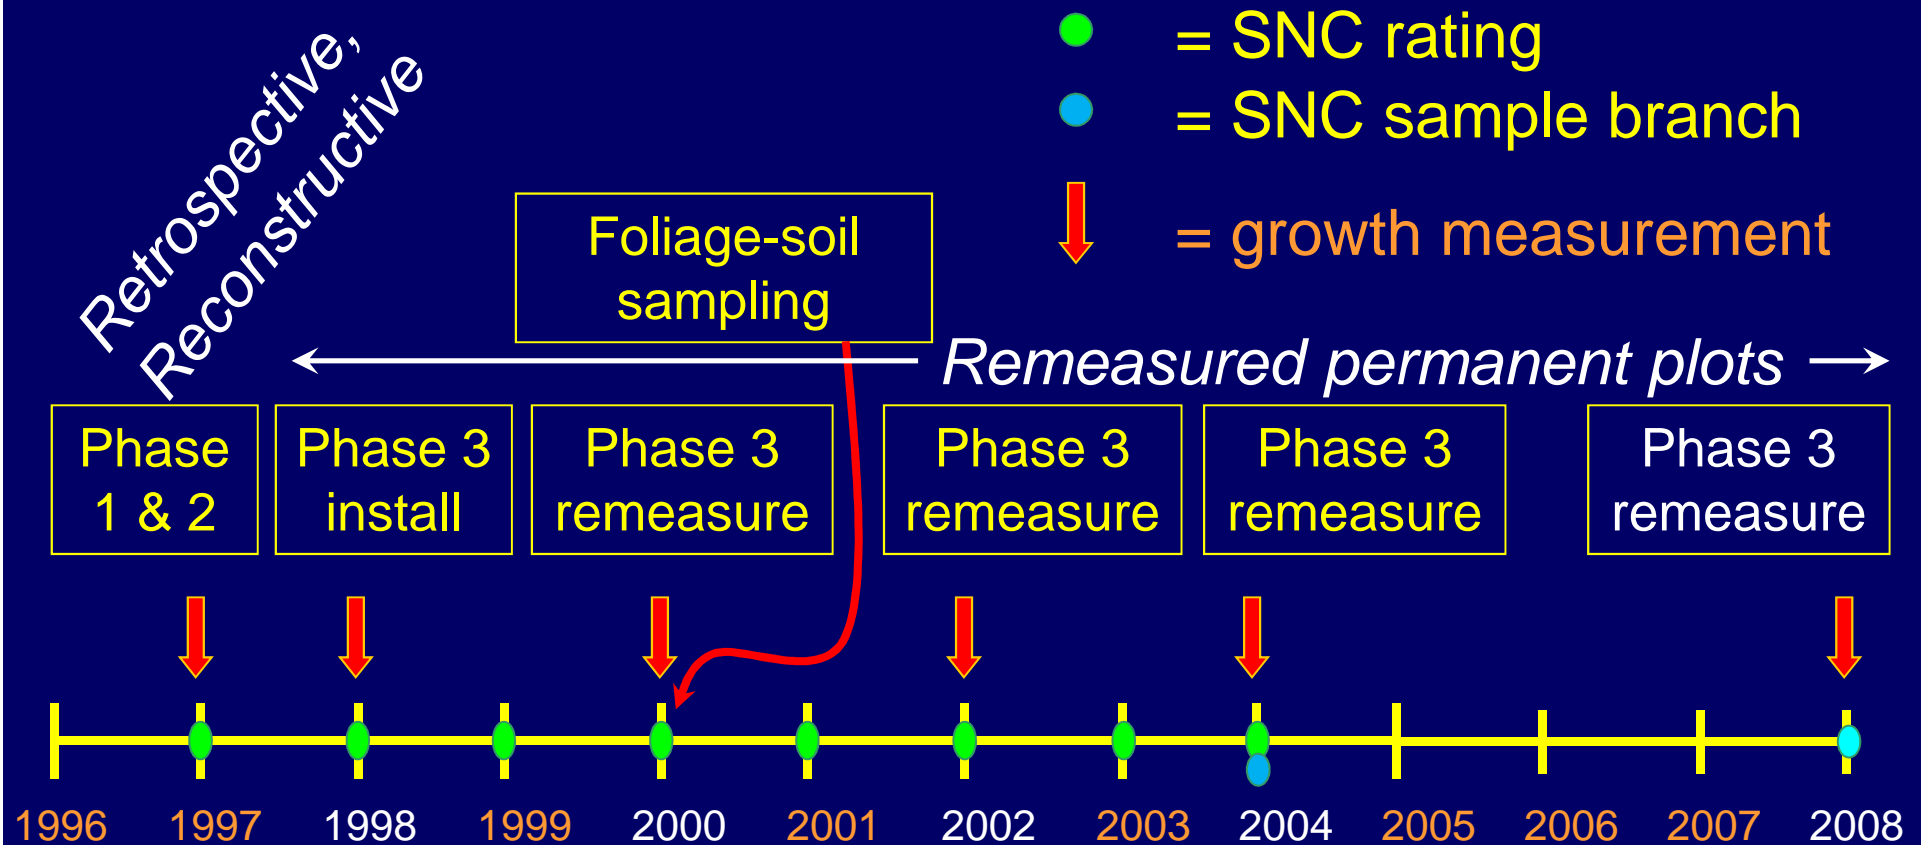 Retrospective,
Reconstructive
= SNC rating
= SNC sample branch
= growth measurement
Foliage-soil
sampling
Remeasured permanent plots
Phase
1 & 2
Phase 3
install
Phase 3
remeasure
Phase 3
remeasure
Phase 3
remeasure
Phase 3
remeasure
1996 1997 1998 1999 2000 2001 2002 2003 2004 2005 2006 2007 2008